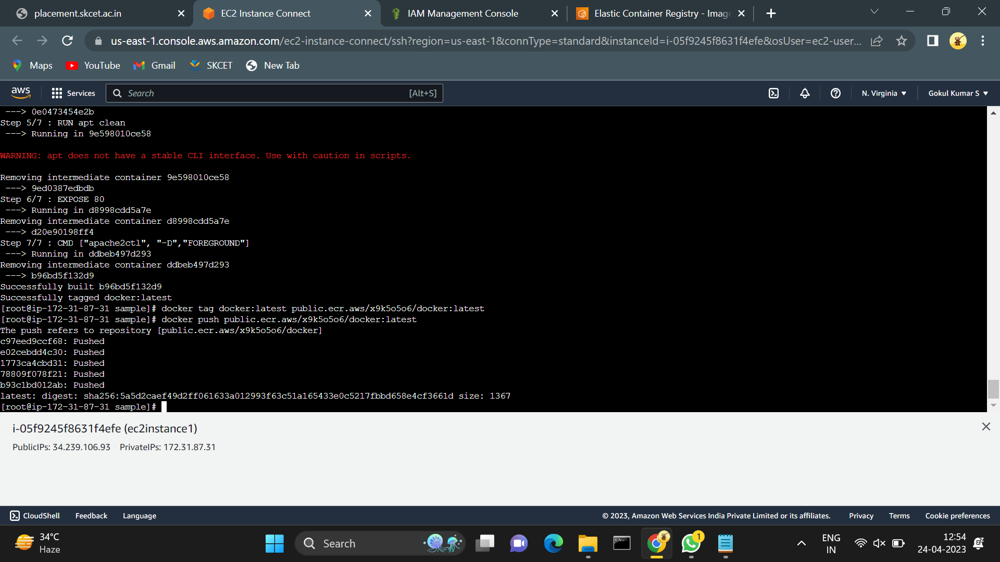 placement.skcet.ac.in
EC2 Instance Connect
IAM Management Console
Elastic Container Registry - Imag
us-east-1.console.aws.amazon.com/ec2-instance-connect/ssh?region=us-east-1&connType=standard&instanceId=i-05f9245f8631f4efe&osUser=ec2-user...
Maps YouTube Gmail SKCET New Tab
aws Services Search [Alt+S] N. Virginia Gokul Kumar S
---> 0e0473454e2b
Step 5/7 : RUN apt clean
---> Running in 9e598010ce58
WARNING: apt does not have a stable CLI interface. Use with caution in scripts.
Removing intermediate container 9e598010ce58
---> 9ed0387edbdb
Step 6/7 : EXPOSE 80
---> Running in d8998cdd5a7e
Removing intermediate container d8998cdd5a7e
---> d20e90198ff4
Step 7/7 : CMD ["apache2ctl", "-D","FOREGROUND"]
---> Running in ddbeb497d293
Removing intermediate container ddbeb497d293
---> b96bd5f132d9
Successfully built b96bd5f132d9
Successfully tagged docker:latest
[root@ip-172-31-87-31 sample]# docker tag docker:latest public.ecr.aws/x9k5o5o6/docker:latest
[root@ip-172-31-87-31 sample]# docker push public.ecr.aws/x9k5o5o6/docker:latest
The push refers to repository [public.ecr.aws/x9k5o5o6/docker]
c97eed9ccf68: Pushed
e02cebdd4c30: Pushed
1773ca4cbd31: Pushed
78809f078f21: Pushed
b93c1bd012ab: Pushed
latest: digest: sha256:5a5d2caef49d2ff061633a012993f63c51a165433e0c5217fbbd658e4cf3661d size: 1367
[root@ip-172-31-87-31 sample]#
i-05f9245f8631f4efe (ec2instance1)
PublicIPs: 34.239.106.93 PrivateIPs: 172.31.87.31
CloudShell Feedback Language © 2023, Amazon Web Services India Private Limited or its affiliates. Privacy Terms Cookie preferences
34°C
Haze
Search
1
ENG
IN
12:54
24-04-2023